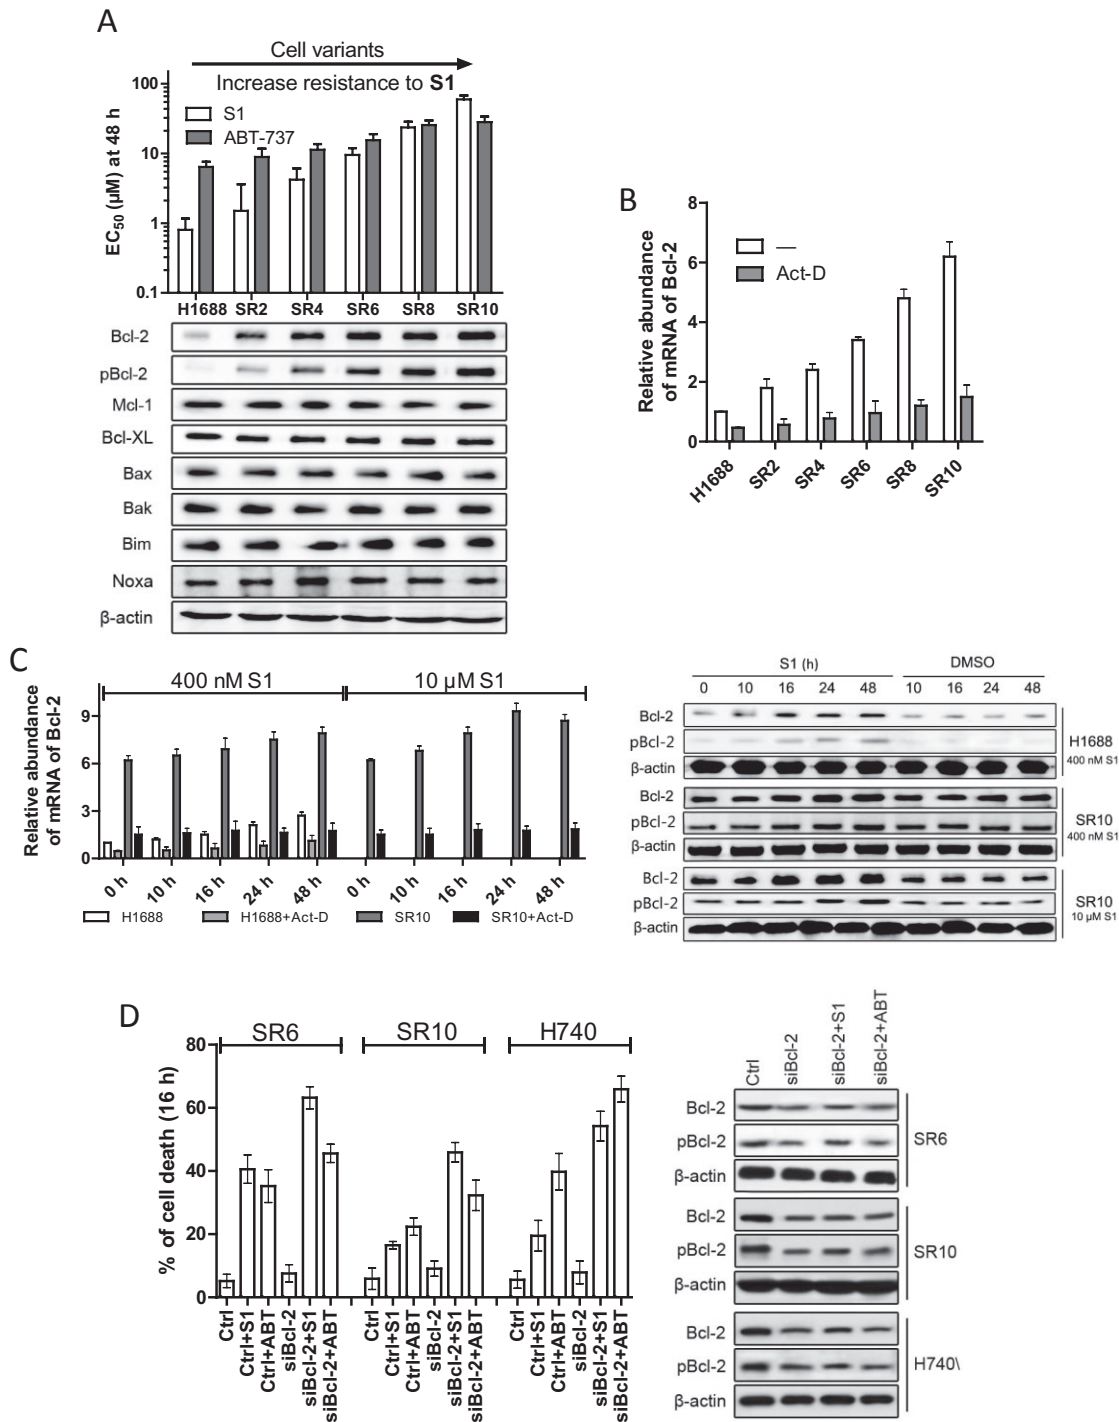 A
Cell variants
Increase resistance to S1
EC50 (μM) at 48 h
100
10
1
0.1
S1
ABT-737
H1688 SR2 SR4 SR6 SR8 SR10
Bcl-2
pBcl-2
Mcl-1
Bcl-XL
Bax
Bak
Bim
Noxa
β-actin
B
Relative abundance
of mRNA of Bcl-2
8
6
4
2
0
—
Act-D
H1688 SR2 SR4 SR6 SR8 SR10
C
400 nM S1 10 μM S1
Relative abundance
of mRNA of Bcl-2
9
6
3
0
0 h 10 h 16 h 24 h 48 h 0 h 10 h 16 h 24 h 48 h
H1688 H1688+Act-D SR10 SR10+Act-D
S1 (h) DMSO
0 10 16 24 48 10 16 24 48
Bcl-2
pBcl-2
β-actin
H1688
400 nM S1
Bcl-2
pBcl-2
β-actin
SR10
400 nM S1
Bcl-2
pBcl-2
β-actin
SR10
10 μM S1
D
SR6 SR10 H740
% of cell death (16 h)
80
60
40
20
0
Ctrl Ctrl+S1 Ctrl+ABT siBcl-2 siBcl-2+S1 siBcl-2+ABT
Ctrl Ctrl+S1 Ctrl+ABT siBcl-2 siBcl-2+S1 siBcl-2+ABT
Ctrl Ctrl+S1 Ctrl+ABT siBcl-2 siBcl-2+S1 siBcl-2+ABT
Ctrl siBcl-2 siBcl-2+S1 siBcl-2+ABT
Bcl-2
pBcl-2
β-actin
SR6
Bcl-2
pBcl-2
β-actin
SR10
Bcl-2
pBcl-2
β-actin
H740\